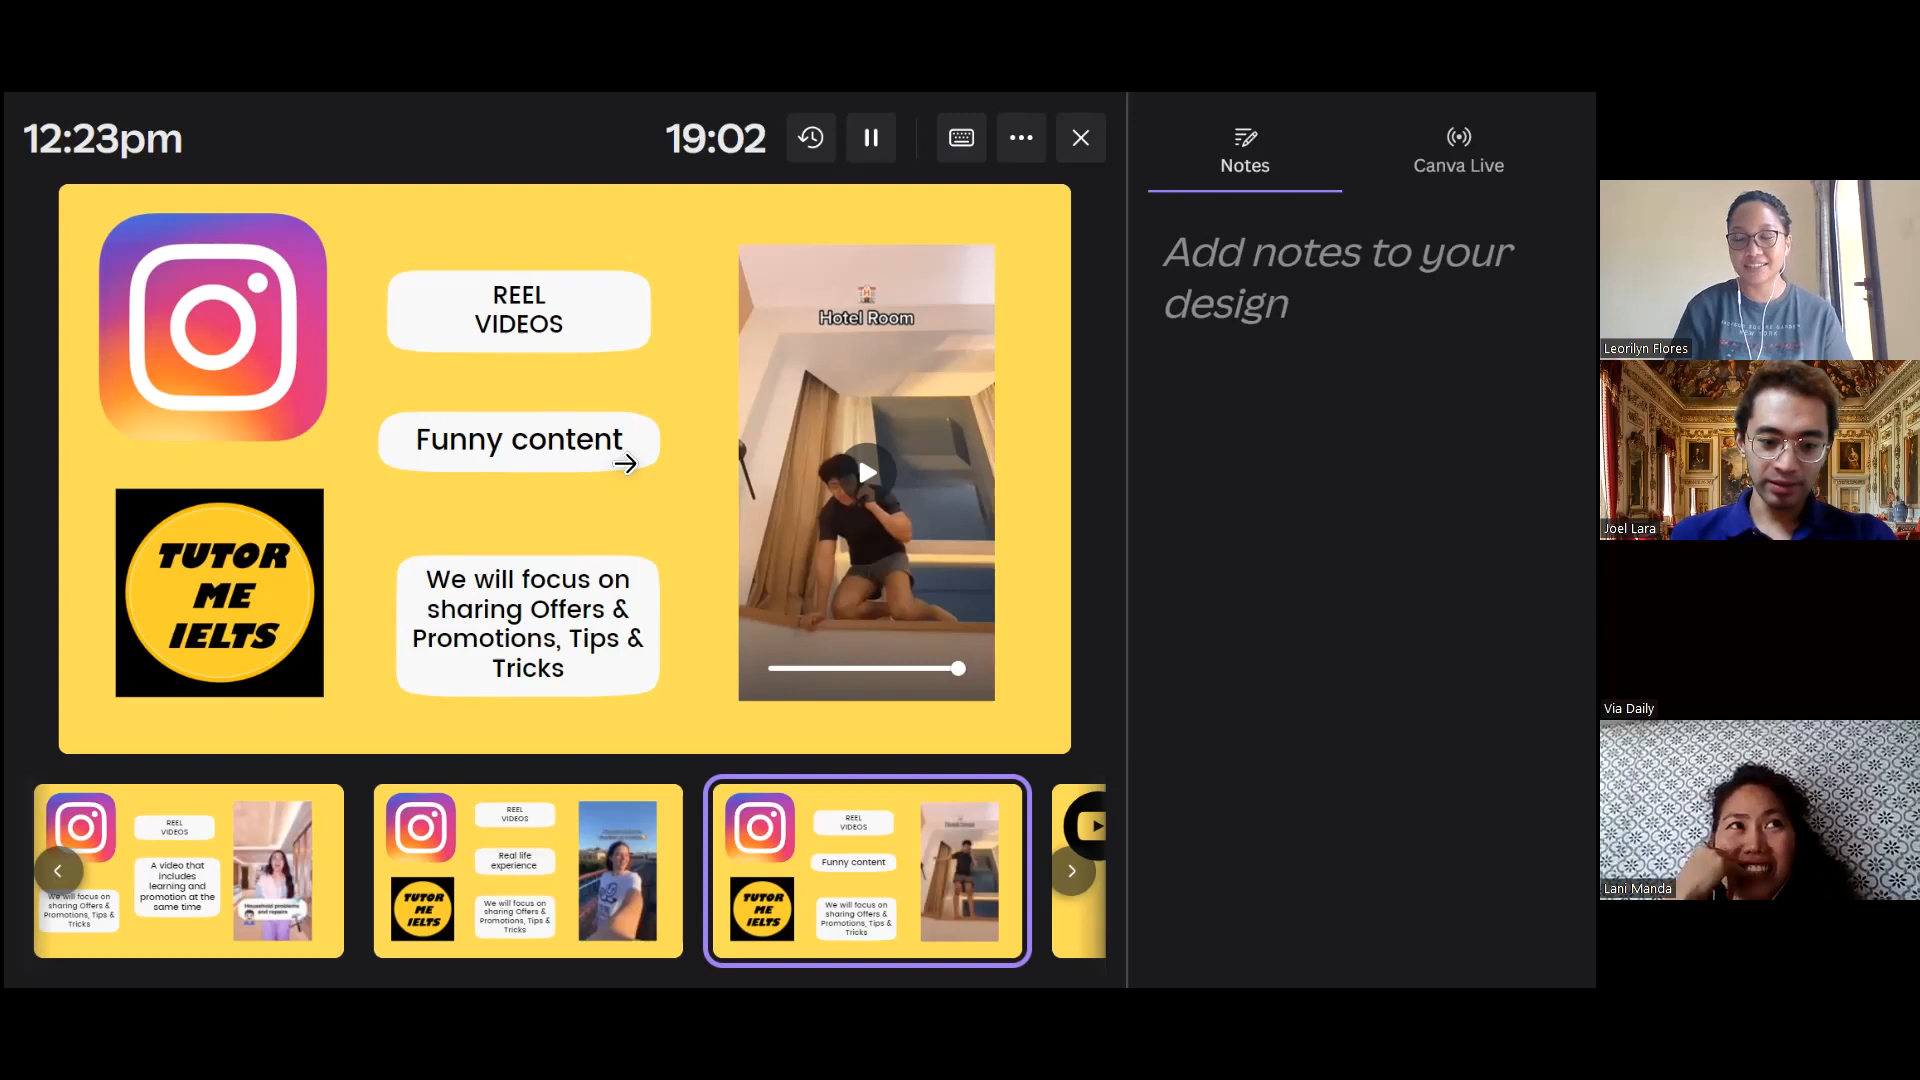 12:23pm
19:02
Notes
Canva Live
Add notes to your
design
REEL
VIDEOS
Funny content
We will focus on
sharing Offers &
Promotions, Tips &
Tricks
TUTOR
ME
IELTS
Hotel Room
REEL
VIDEOS
A video that
includes
learning and
promotion at the
same time
We will focus on
sharing Offers &
Promotions, Tips &
Tricks
Household problems
and repairs
REEL
VIDEOS
Real life
experience
We will focus on
sharing Offers &
Promotions, Tips &
Tricks
TUTOR
ME
IELTS
REEL
VIDEOS
Funny content
We will focus on
sharing Offers &
Promotions, Tips &
Tricks
TUTOR
ME
IELTS
Leorilyn Flores
Joel Lara
Via Daily
Lani Manda